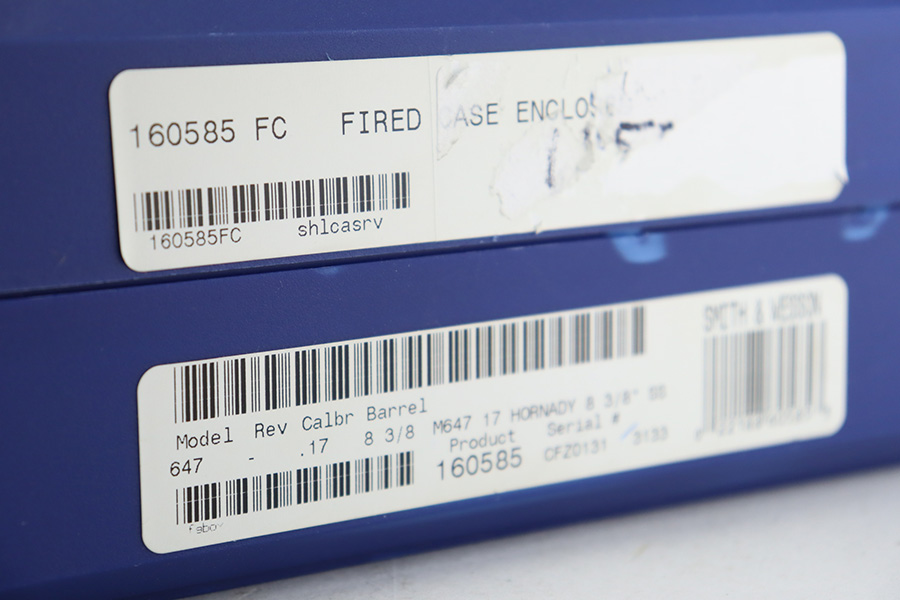 160585 FC FIRED CASE ENCLOS
160585FC shlcasrv
SMITH & WESSON
Model Rev Calbr Barrel M647 17 HORNADY 8 3/8" SS
647 - .17 8 3/8 Product Serial #
160585 CFZ0131 3133